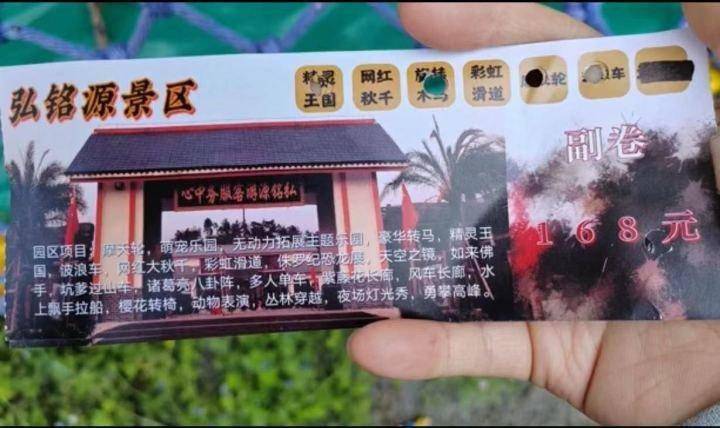 弘铭源景区
精灵
王国
网红
秋千
旋转
木马
彩虹
滑道
轮
车
副卷
168元
弘铭源游客服务中心
园区项目：摩天轮，萌宠乐园，无动力拓展主题乐园，豪华转马，精灵王
国，波浪车，网红大秋千，彩虹滑道，侏罗纪恐龙展，天空之镜，如来佛
手，坑爹过山车，诸葛亮八卦阵，多人单车，紫藤花长廊，风车长廊，水
上飘手拉船，樱花转椅，动物表演，丛林穿越，夜场灯光秀，勇攀高峰。